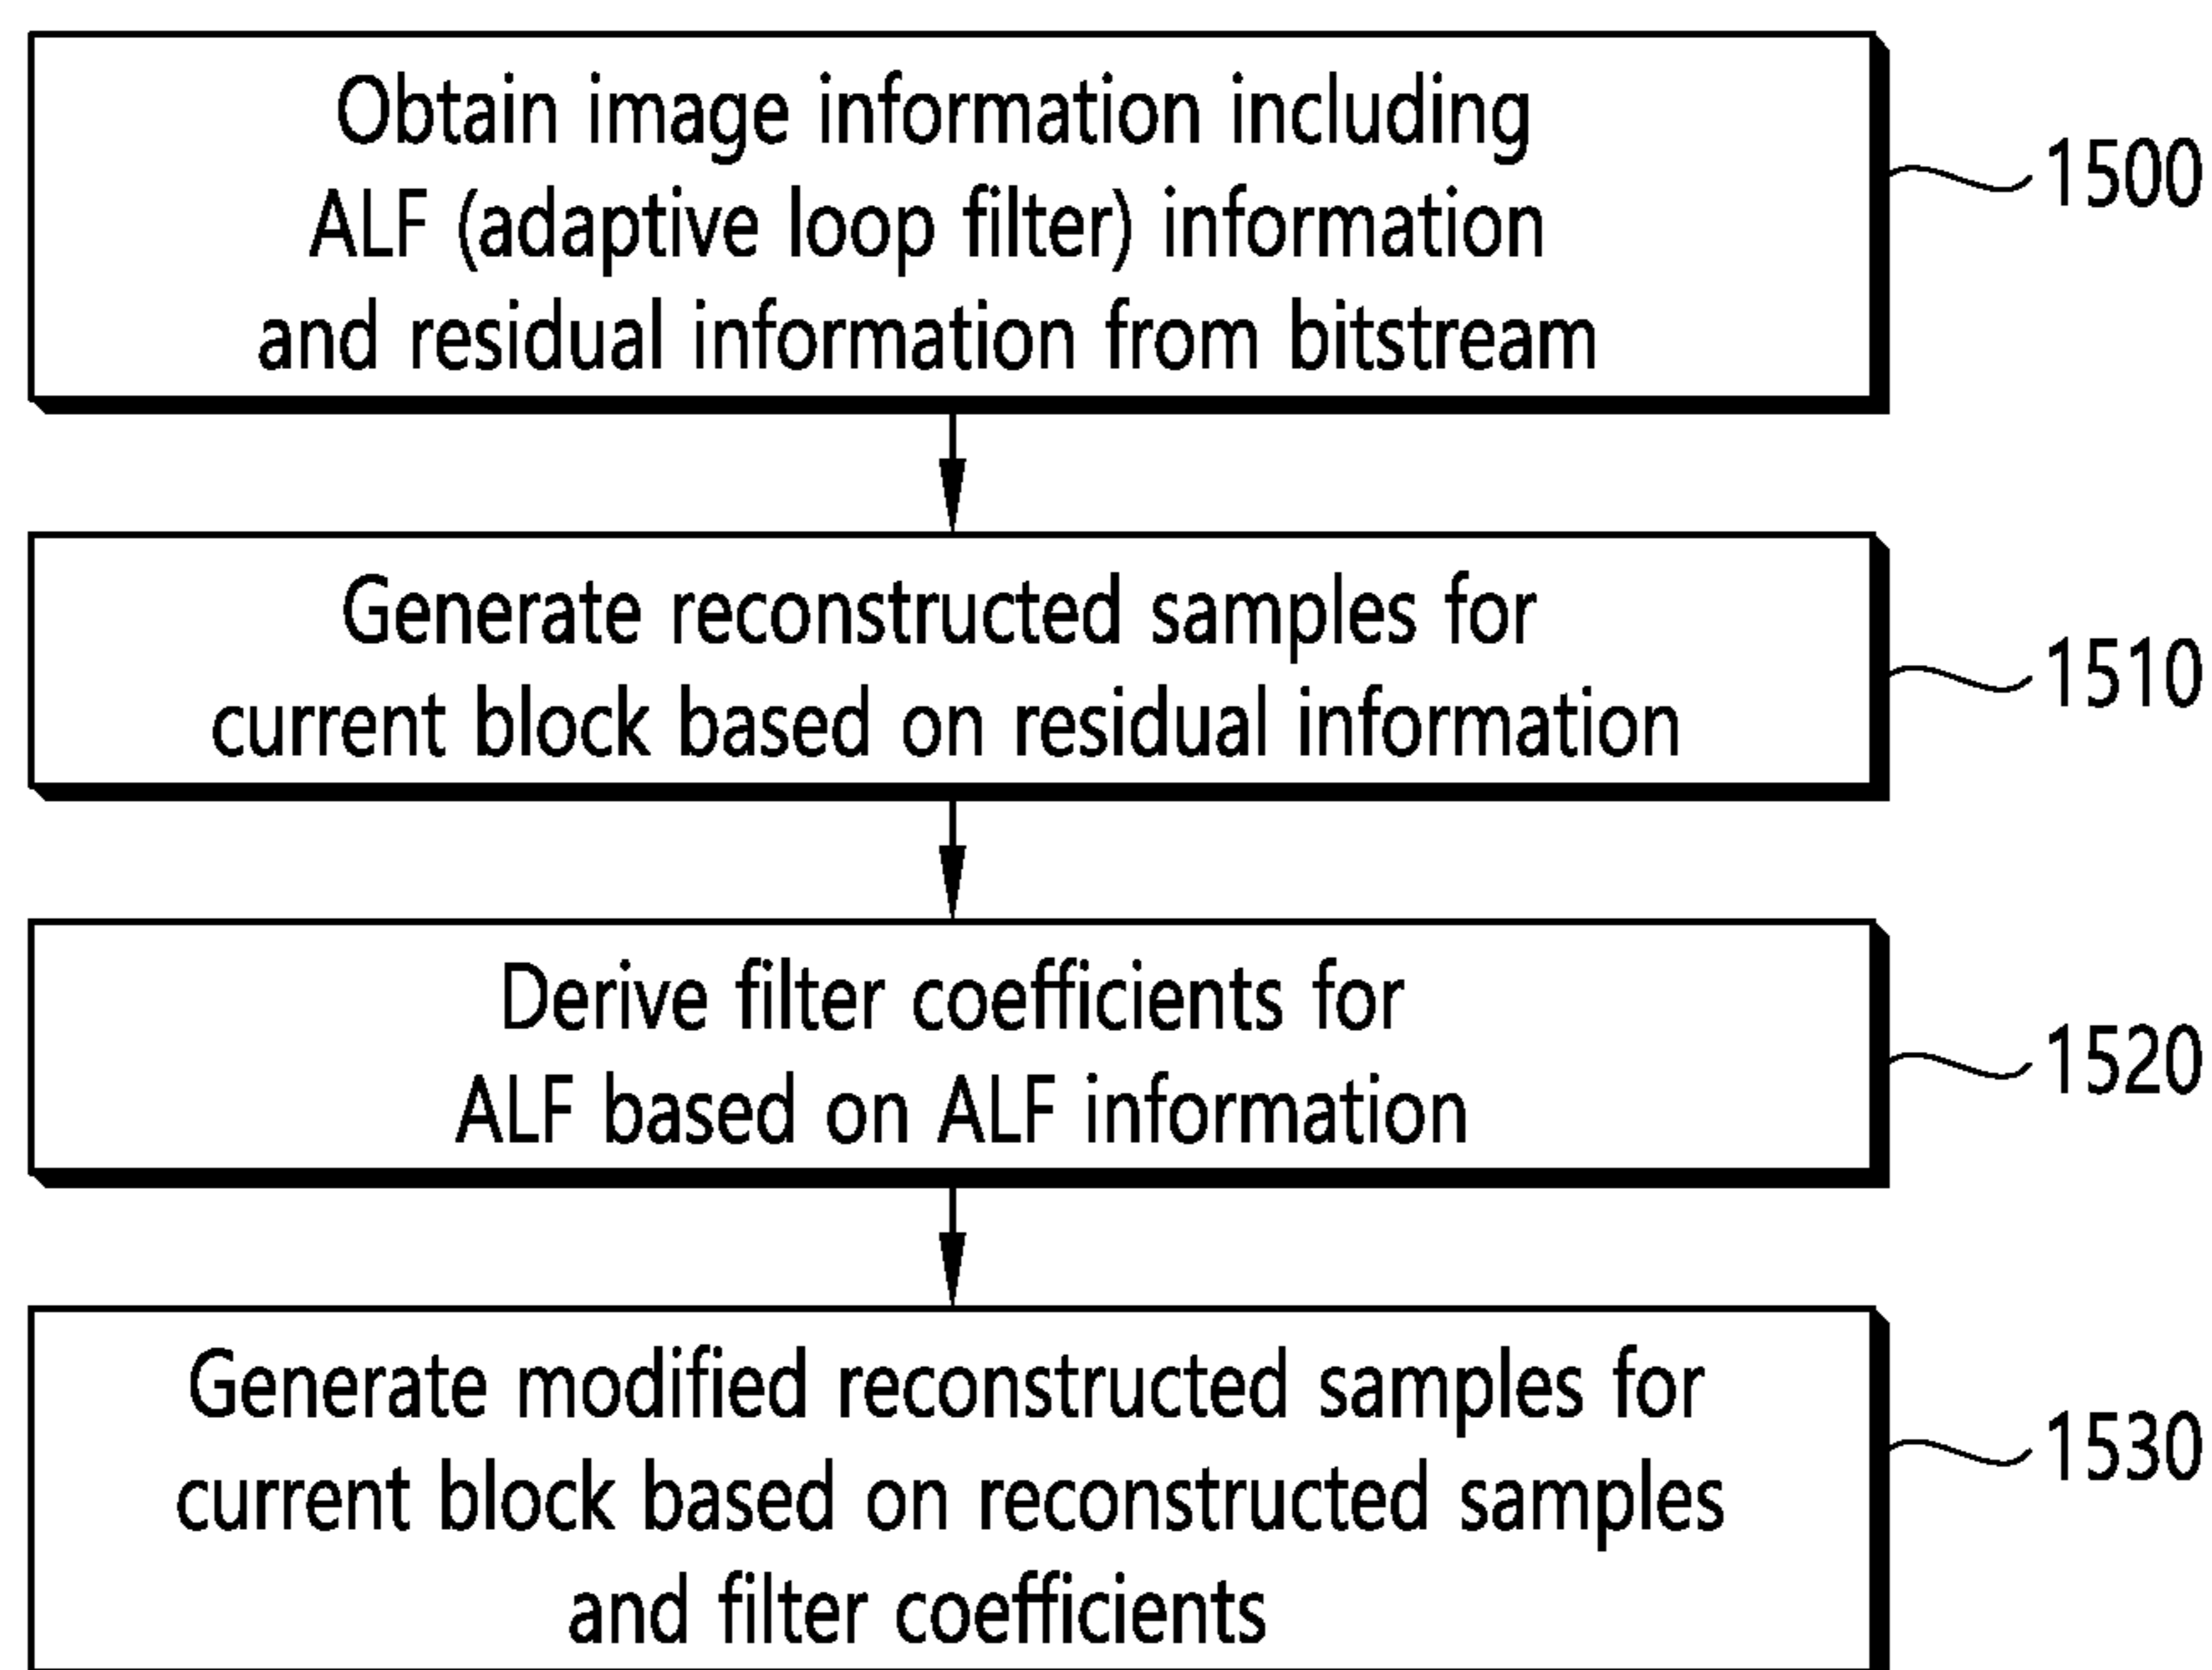 Obtain image information including
ALF (adaptive loop filter) information
and residual information from bitstream
1500
Generate reconstructed samples for
current block based on residual information
1510
Derive filter coefficients for
ALF based on ALF information
1520
Generate modified reconstructed samples for
current block based on reconstructed samples
and filter coefficients
1530